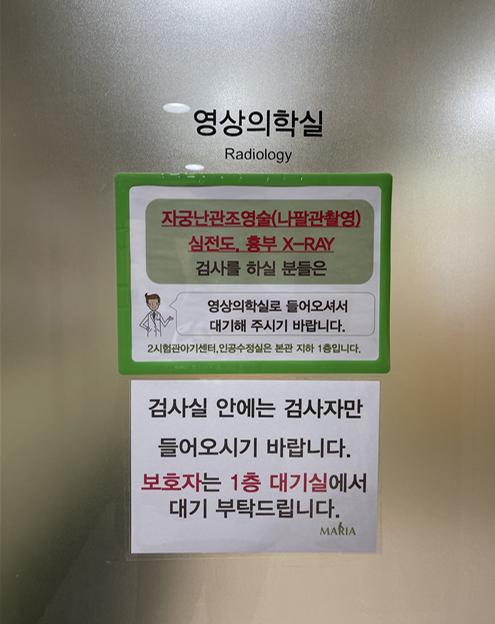 영상의학실
Radiology
자궁난관조영술(나팔관촬영)
심전도, 흉부 X-RAY
검사를 하실 분들은
영상의학실로 들어오셔서
대기해 주시기 바랍니다.
2시험관아기센터,인공수정실은 본관 지하 1층입니다.
검사실 안에는 검사자만
들어오시기 바랍니다.
보호자는 1층 대기실에서
대기 부탁드립니다.
MARIA